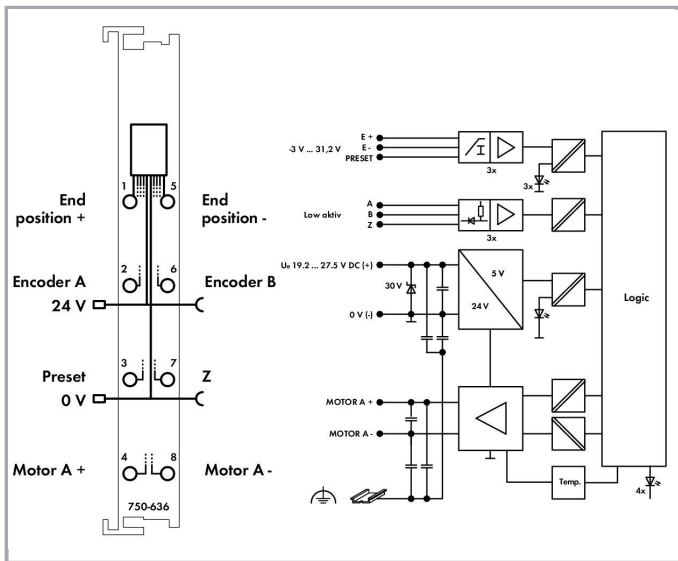 1 5
End position +
End position -
2 6
Encoder A
Encoder B
24 V
3 7
Preset
Z
0 V
4 8
Motor A +
Motor A -
750-636
E +
-3 V ... 31,2 V
E -
PRESET
3x
3x
A
Low aktiv
B
Z
3x
Ue 19.2 ... 27.5 V DC (+)
5 V
30 V
24 V
0 V (-)
Logic
MOTOR A +
MOTOR A -
Temp.
4x